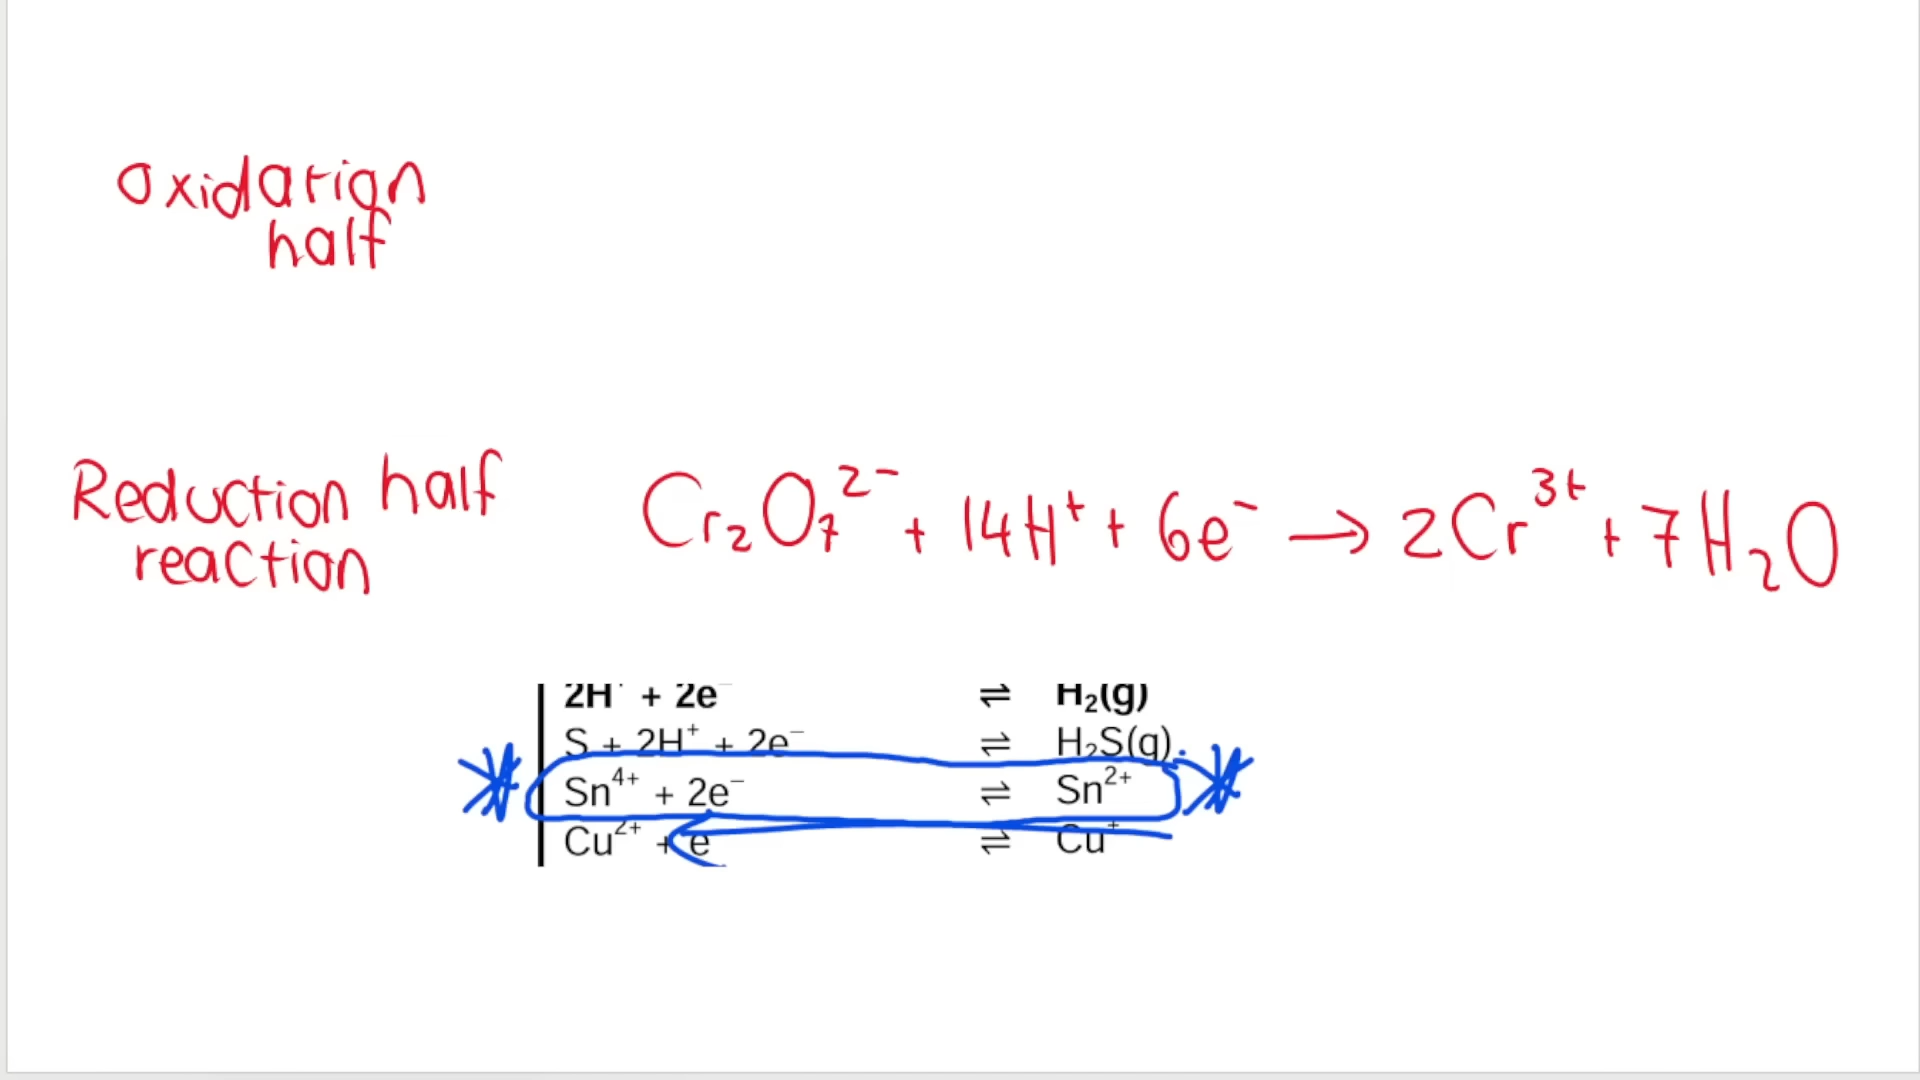 Oxidarion
half
Reduction half
reaction
Cr₂O₇²⁻ + 14H⁺ + 6e⁻ → 2Cr³⁺ + 7H₂O
2H⁺ + 2e⁻ ⇌ H₂(g)
S + 2H⁺ + 2e⁻ ⇌ H₂S(g)
Sn⁴⁺ + 2e⁻ ⇌ Sn²⁺
Cu²⁺ + e ⇌ Cu⁺